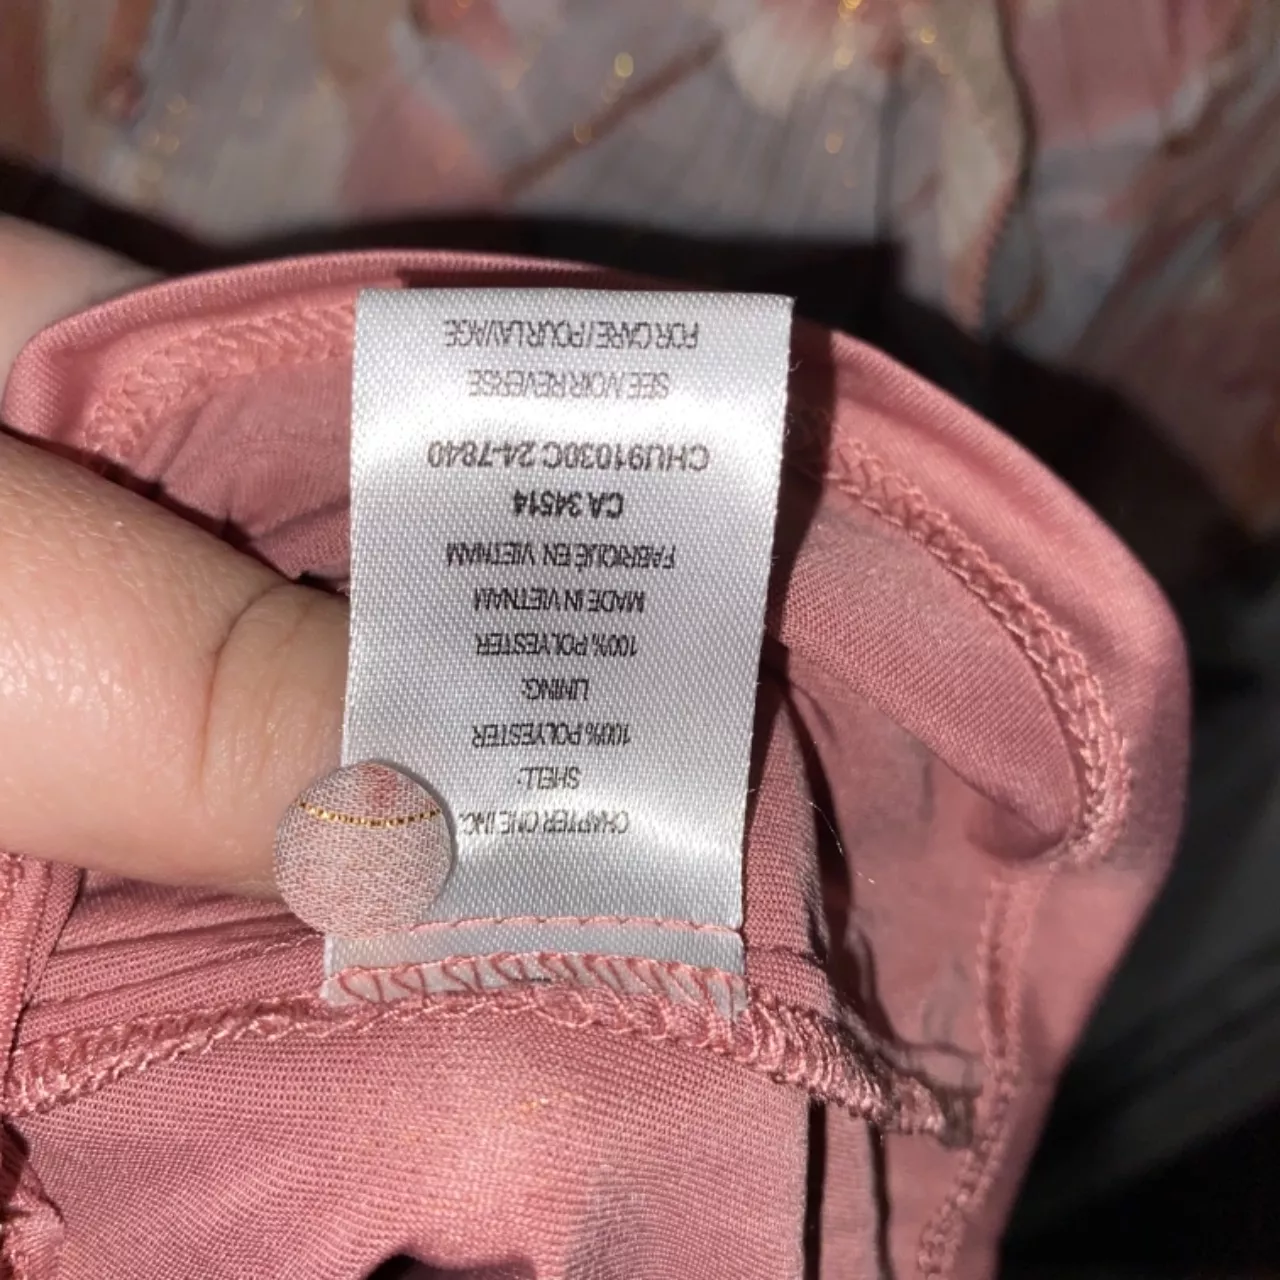 CHAPTER ONE INC.
SHELL:
100% POLYESTER
LINING:
100% POLYESTER
MADE IN VIETNAM
FABRIQUÉ EN VIETNAM
CA 34514
CHU91030C 24-7840
SEE /VOIR REVERSE
FOR CARE / POUR LAVAGE